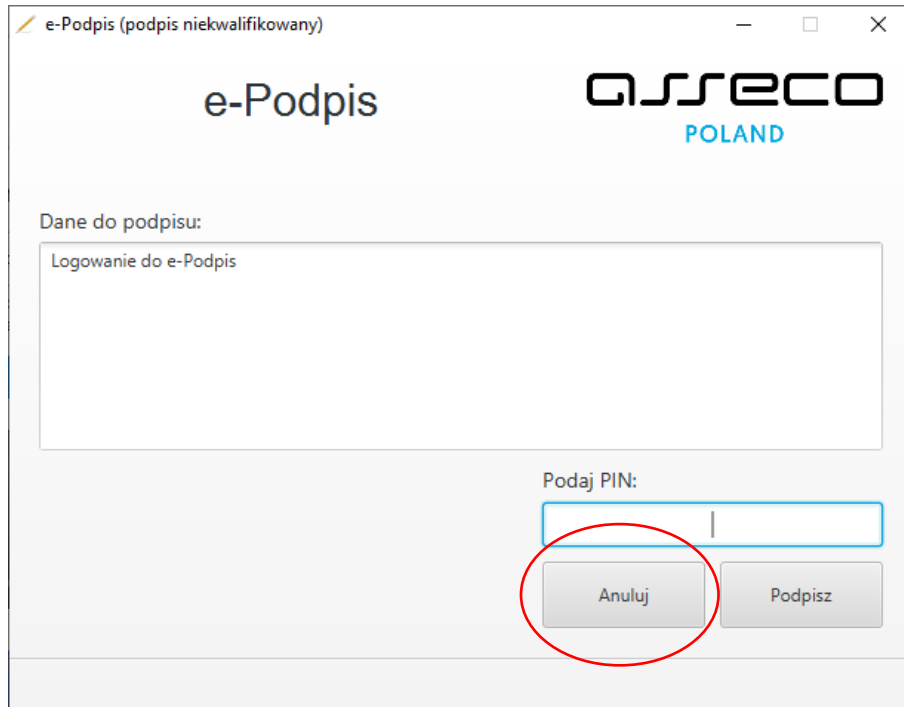 e-Podpis (podpis niekwalifikowany)
e-Podpis
asseco
POLAND
Dane do podpisu:
Logowanie do e-Podpis
Podaj PIN:
Anuluj
Podpisz